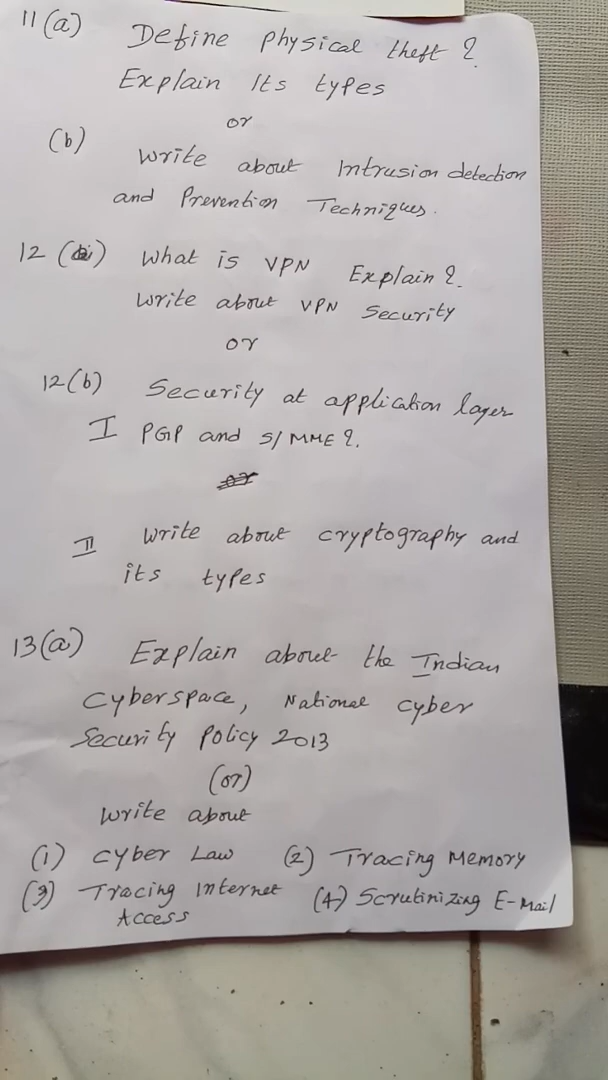 11(a) Define physical theft ?
Explain Its types
or
(b) write about Intrusion detection
and Prevention Techniques.
12 (a) What is VPN Explain ?.
write about VPN Security
or
12(b) Security at application layer
I PGP and S/MME ?.
or
II write about cryptography and
its types
13(a) Explain about the Indian
Cyberspace, National cyber
Security Policy 2013
(or)
write about
(1) Cyber Law (2) Tracing Memory
(3) Tracing Internet (4) Scrutinizing E-Mail
Access